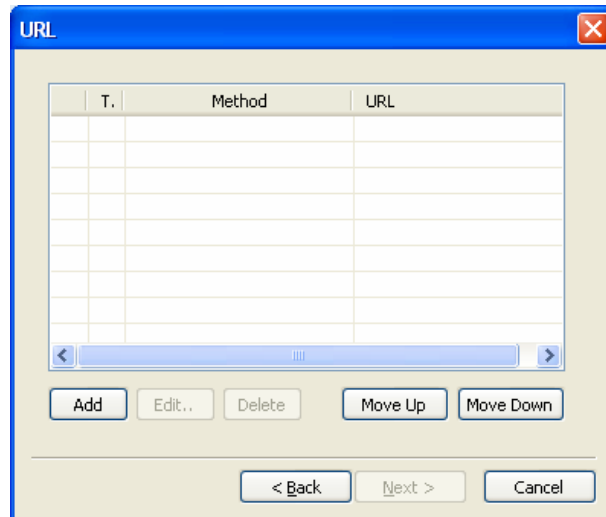 URL
T. Method URL
Add Edit.. Delete Move Up Move Down
< Back Next > Cancel